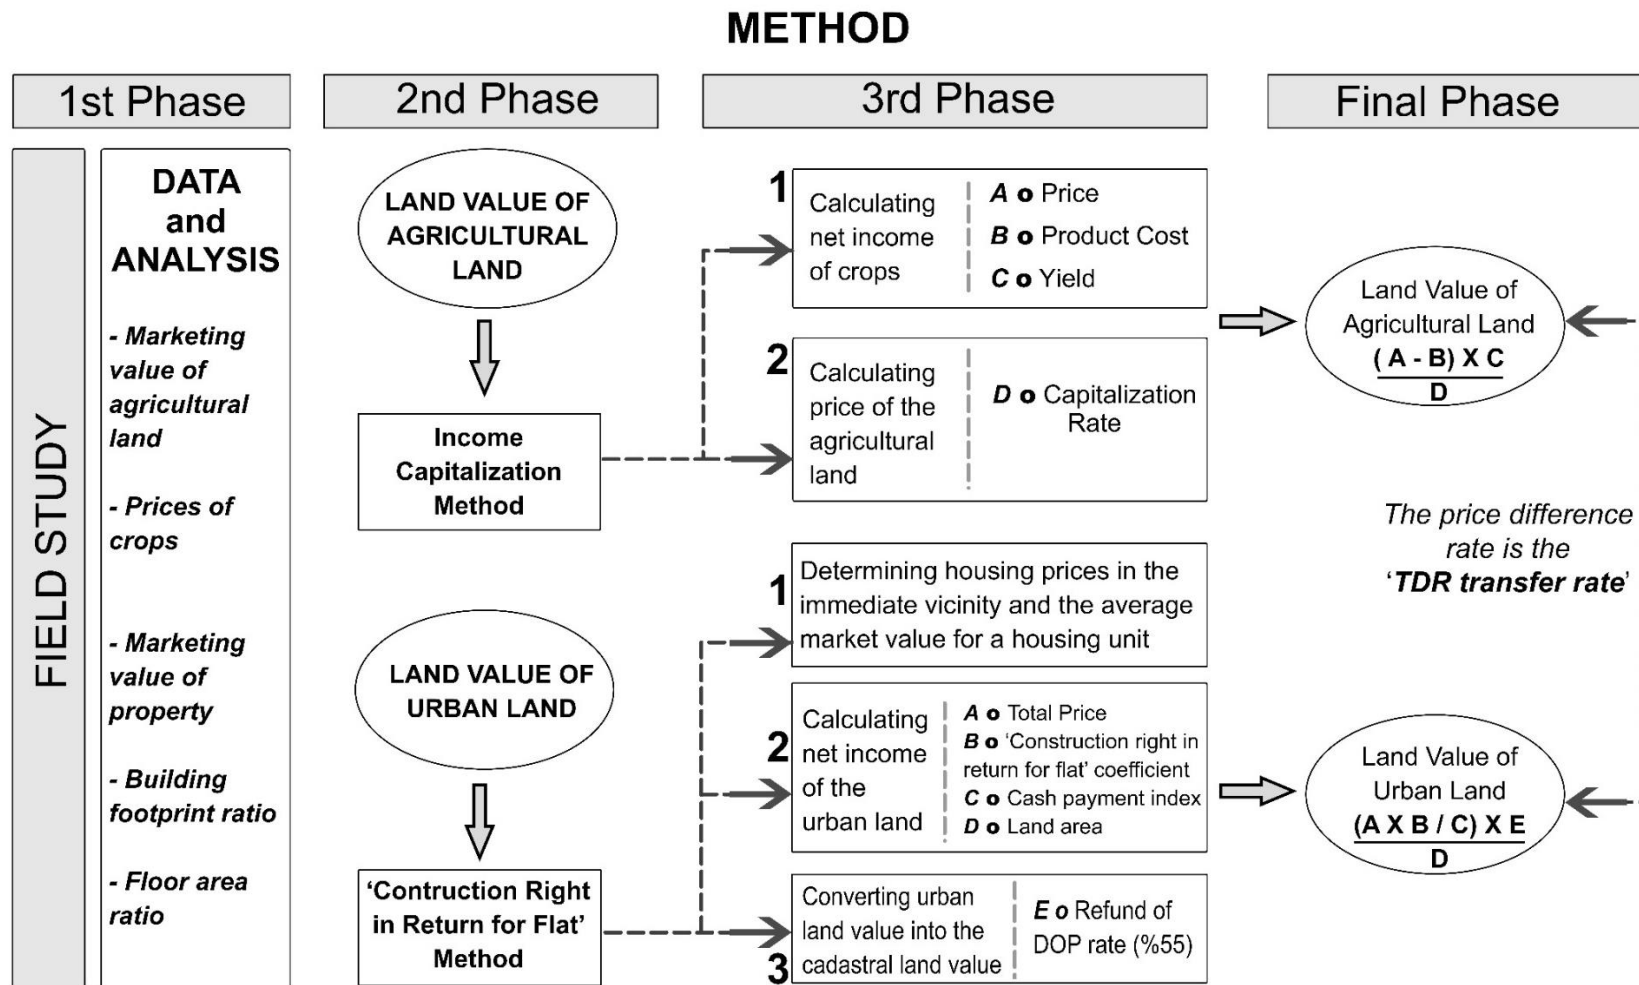 METHOD
1st Phase
2nd Phase
3rd Phase
Final Phase
FIELD STUDY
DATA
and
ANALYSIS
- Marketing
value of
agricultural
land
- Prices of
crops
- Marketing
value of
property
- Building
footprint ratio
- Floor area
ratio
LAND VALUE OF
AGRICULTURAL
LAND
Income
Capitalization
Method
LAND VALUE OF
URBAN LAND
'Contruction Right
in Return for Flat'
Method
1
Calculating
net income
of crops
A o Price
B o Product Cost
C o Yield
2
Calculating
price of the
agricultural
land
D o Capitalization
Rate
1
Determining housing prices in the
immediate vicinity and the average
market value for a housing unit
2
Calculating
net income
of the
urban land
A o Total Price
B o 'Construction right in
return for flat' coefficient
C o Cash payment index
D o Land area
3
Converting urban
land value into the
cadastral land value
E o Refund of
DOP rate (%55)
Land Value of
Agricultural Land
( A - B) X C
D
The price difference
rate is the
'TDR transfer rate'
Land Value of
Urban Land
(A X B / C) X E
D